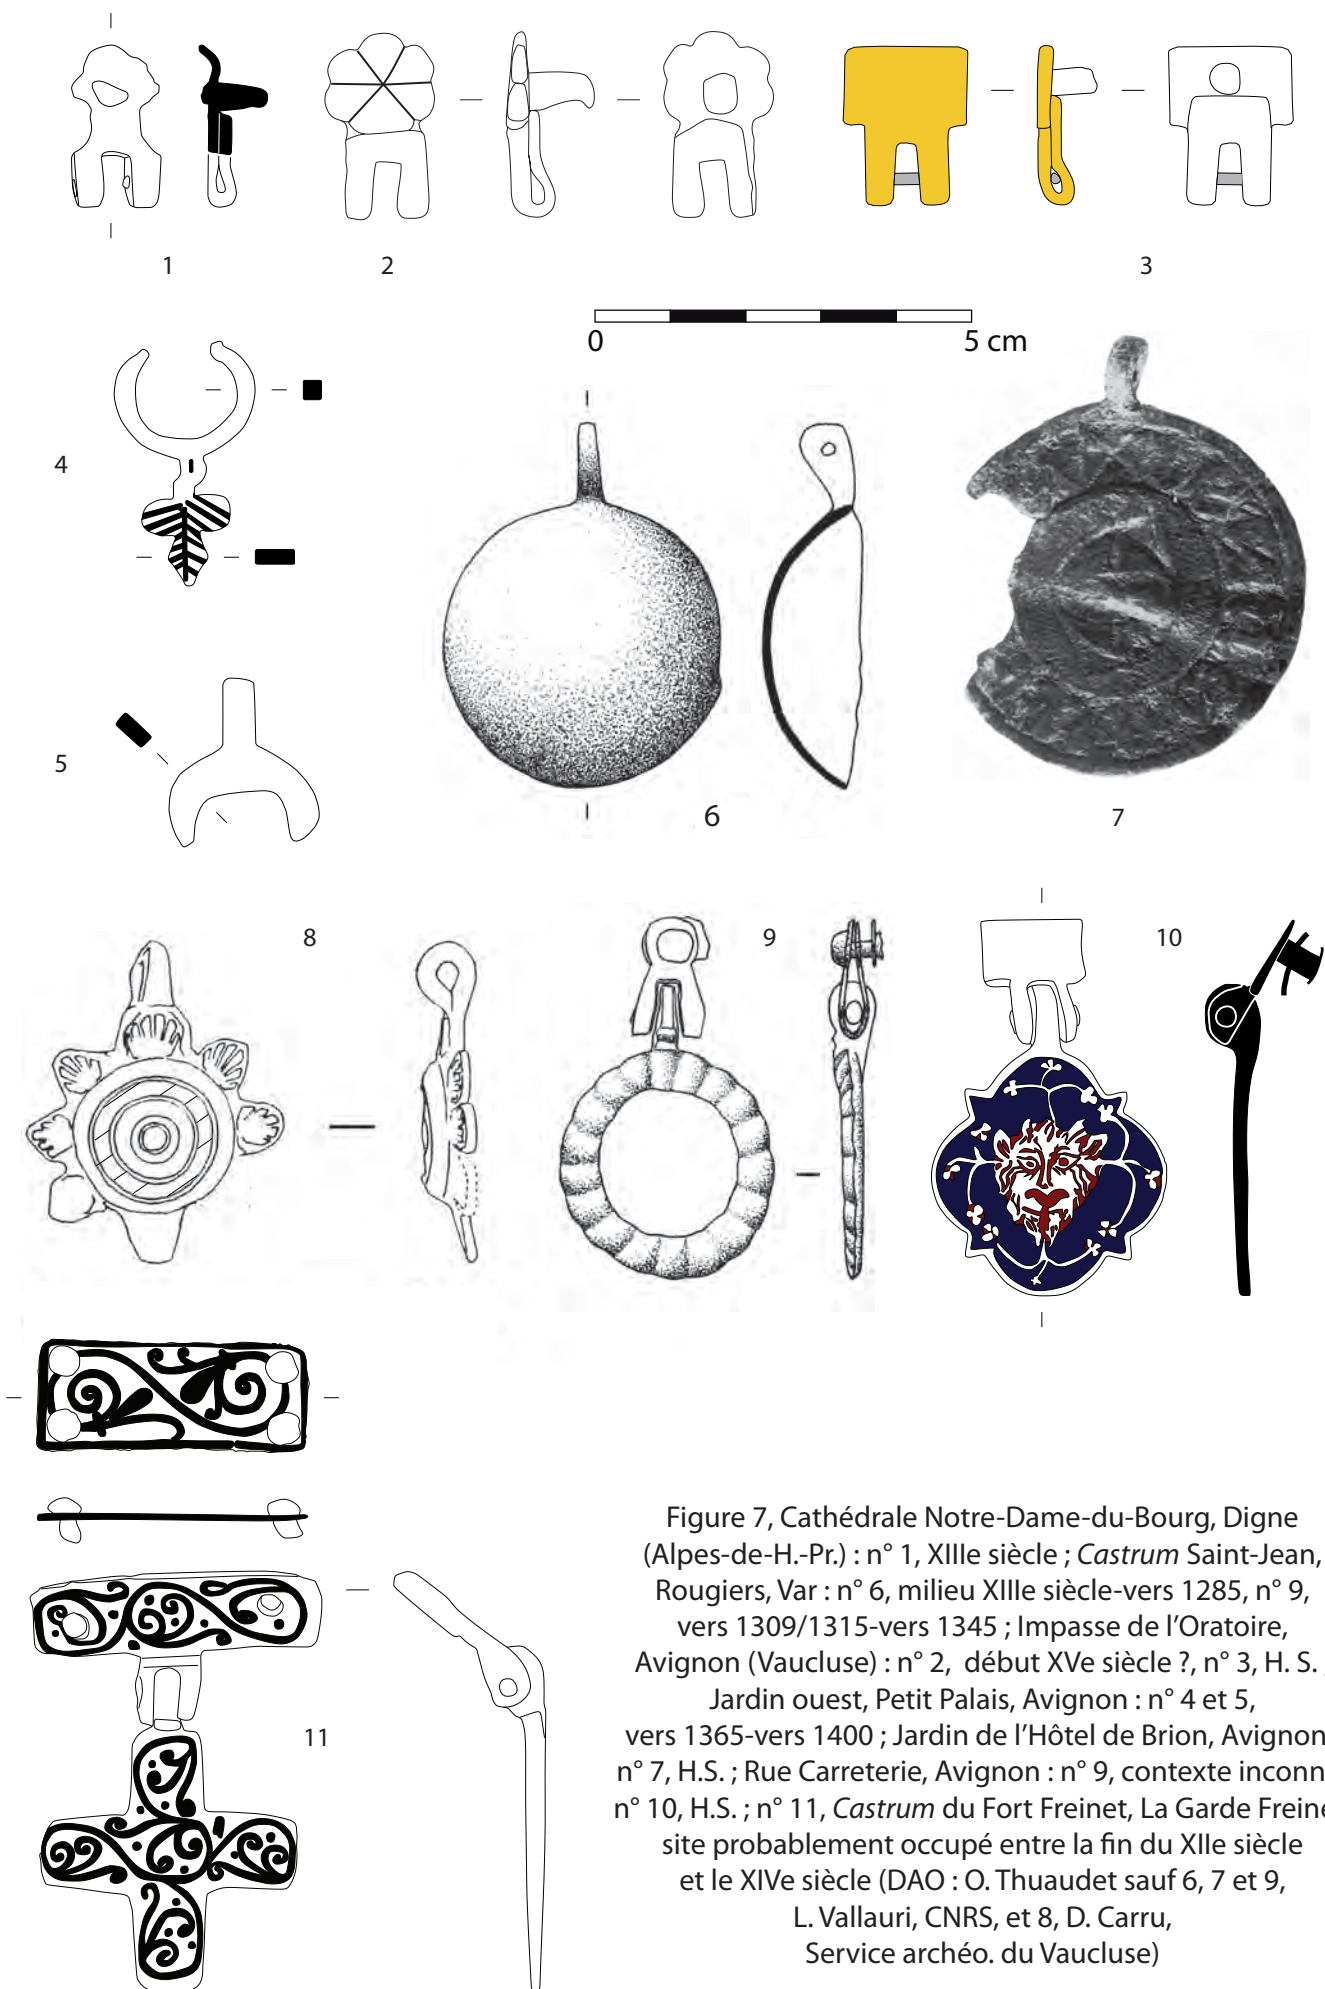 1
2
3
0
5 cm
4
5
6
7
8
9
10
11
Figure 7, Cathédrale Notre-Dame-du-Bourg, Digne
(Alpes-de-H.-Pr.) : n° 1, XIIIe siècle ; Castrum Saint-Jean,
Rougiers, Var : n° 6, milieu XIIIe siècle-vers 1285, n° 9,
vers 1309/1315-vers 1345 ; Impasse de l'Oratoire,
Avignon (Vaucluse) : n° 2, début XVe siècle ?, n° 3, H. S. ;
Jardin ouest, Petit Palais, Avignon : n° 4 et 5,
vers 1365-vers 1400 ; Jardin de l'Hôtel de Brion, Avignon
n° 7, H.S. ; Rue Carreterie, Avignon : n° 9, contexte inconn
n° 10, H.S. ; n° 11, Castrum du Fort Freinet, La Garde Freine
site probablement occupé entre la fin du XIIe siècle
et le XIVe siècle (DAO : O. Thuaudet sauf 6, 7 et 9,
L. Vallauri, CNRS, et 8, D. Carru,
Service archéo. du Vaucluse)